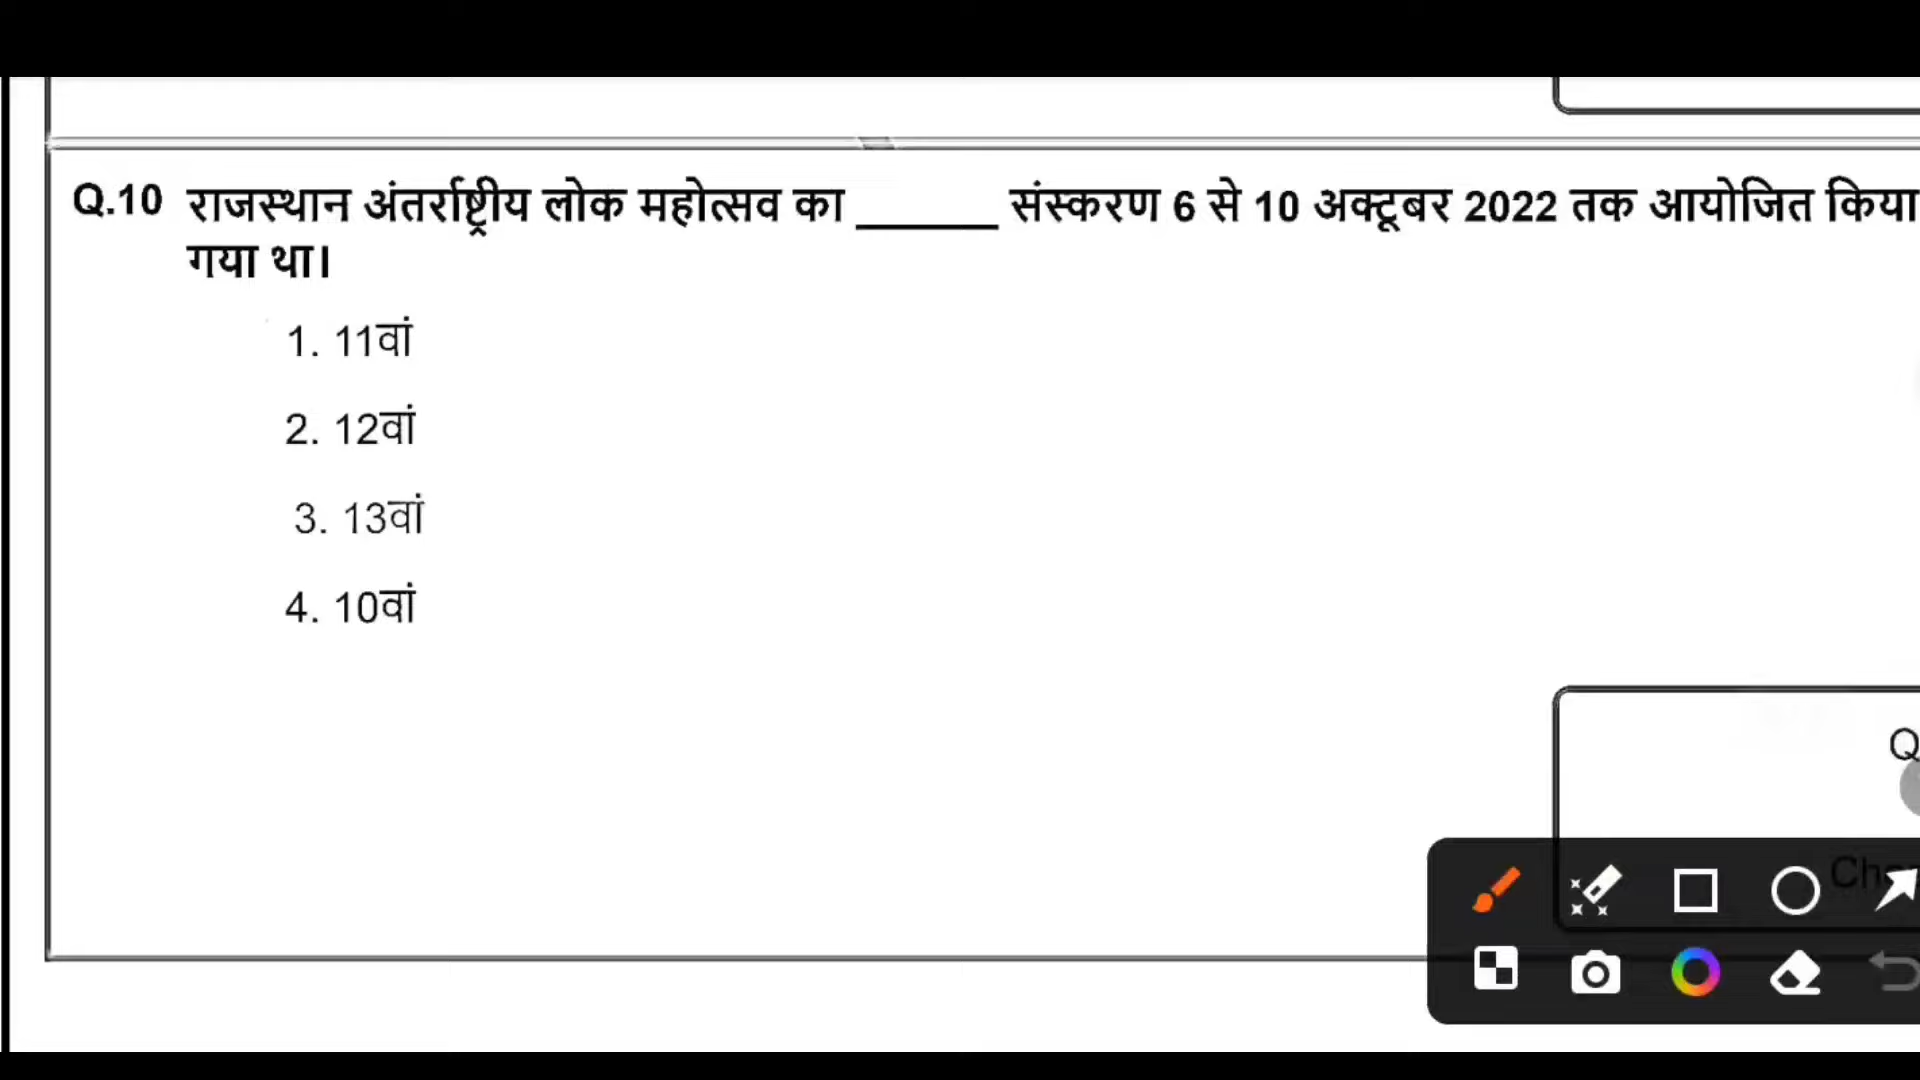 Q.10 राजस्थान अंतर्राष्ट्रीय लोक महोत्सव का ______ संस्करण 6 से 10 अक्टूबर 2022 तक आयोजित किया
गया था।
1. 11वां
2. 12वां
3. 13वां
4. 10वां
Q